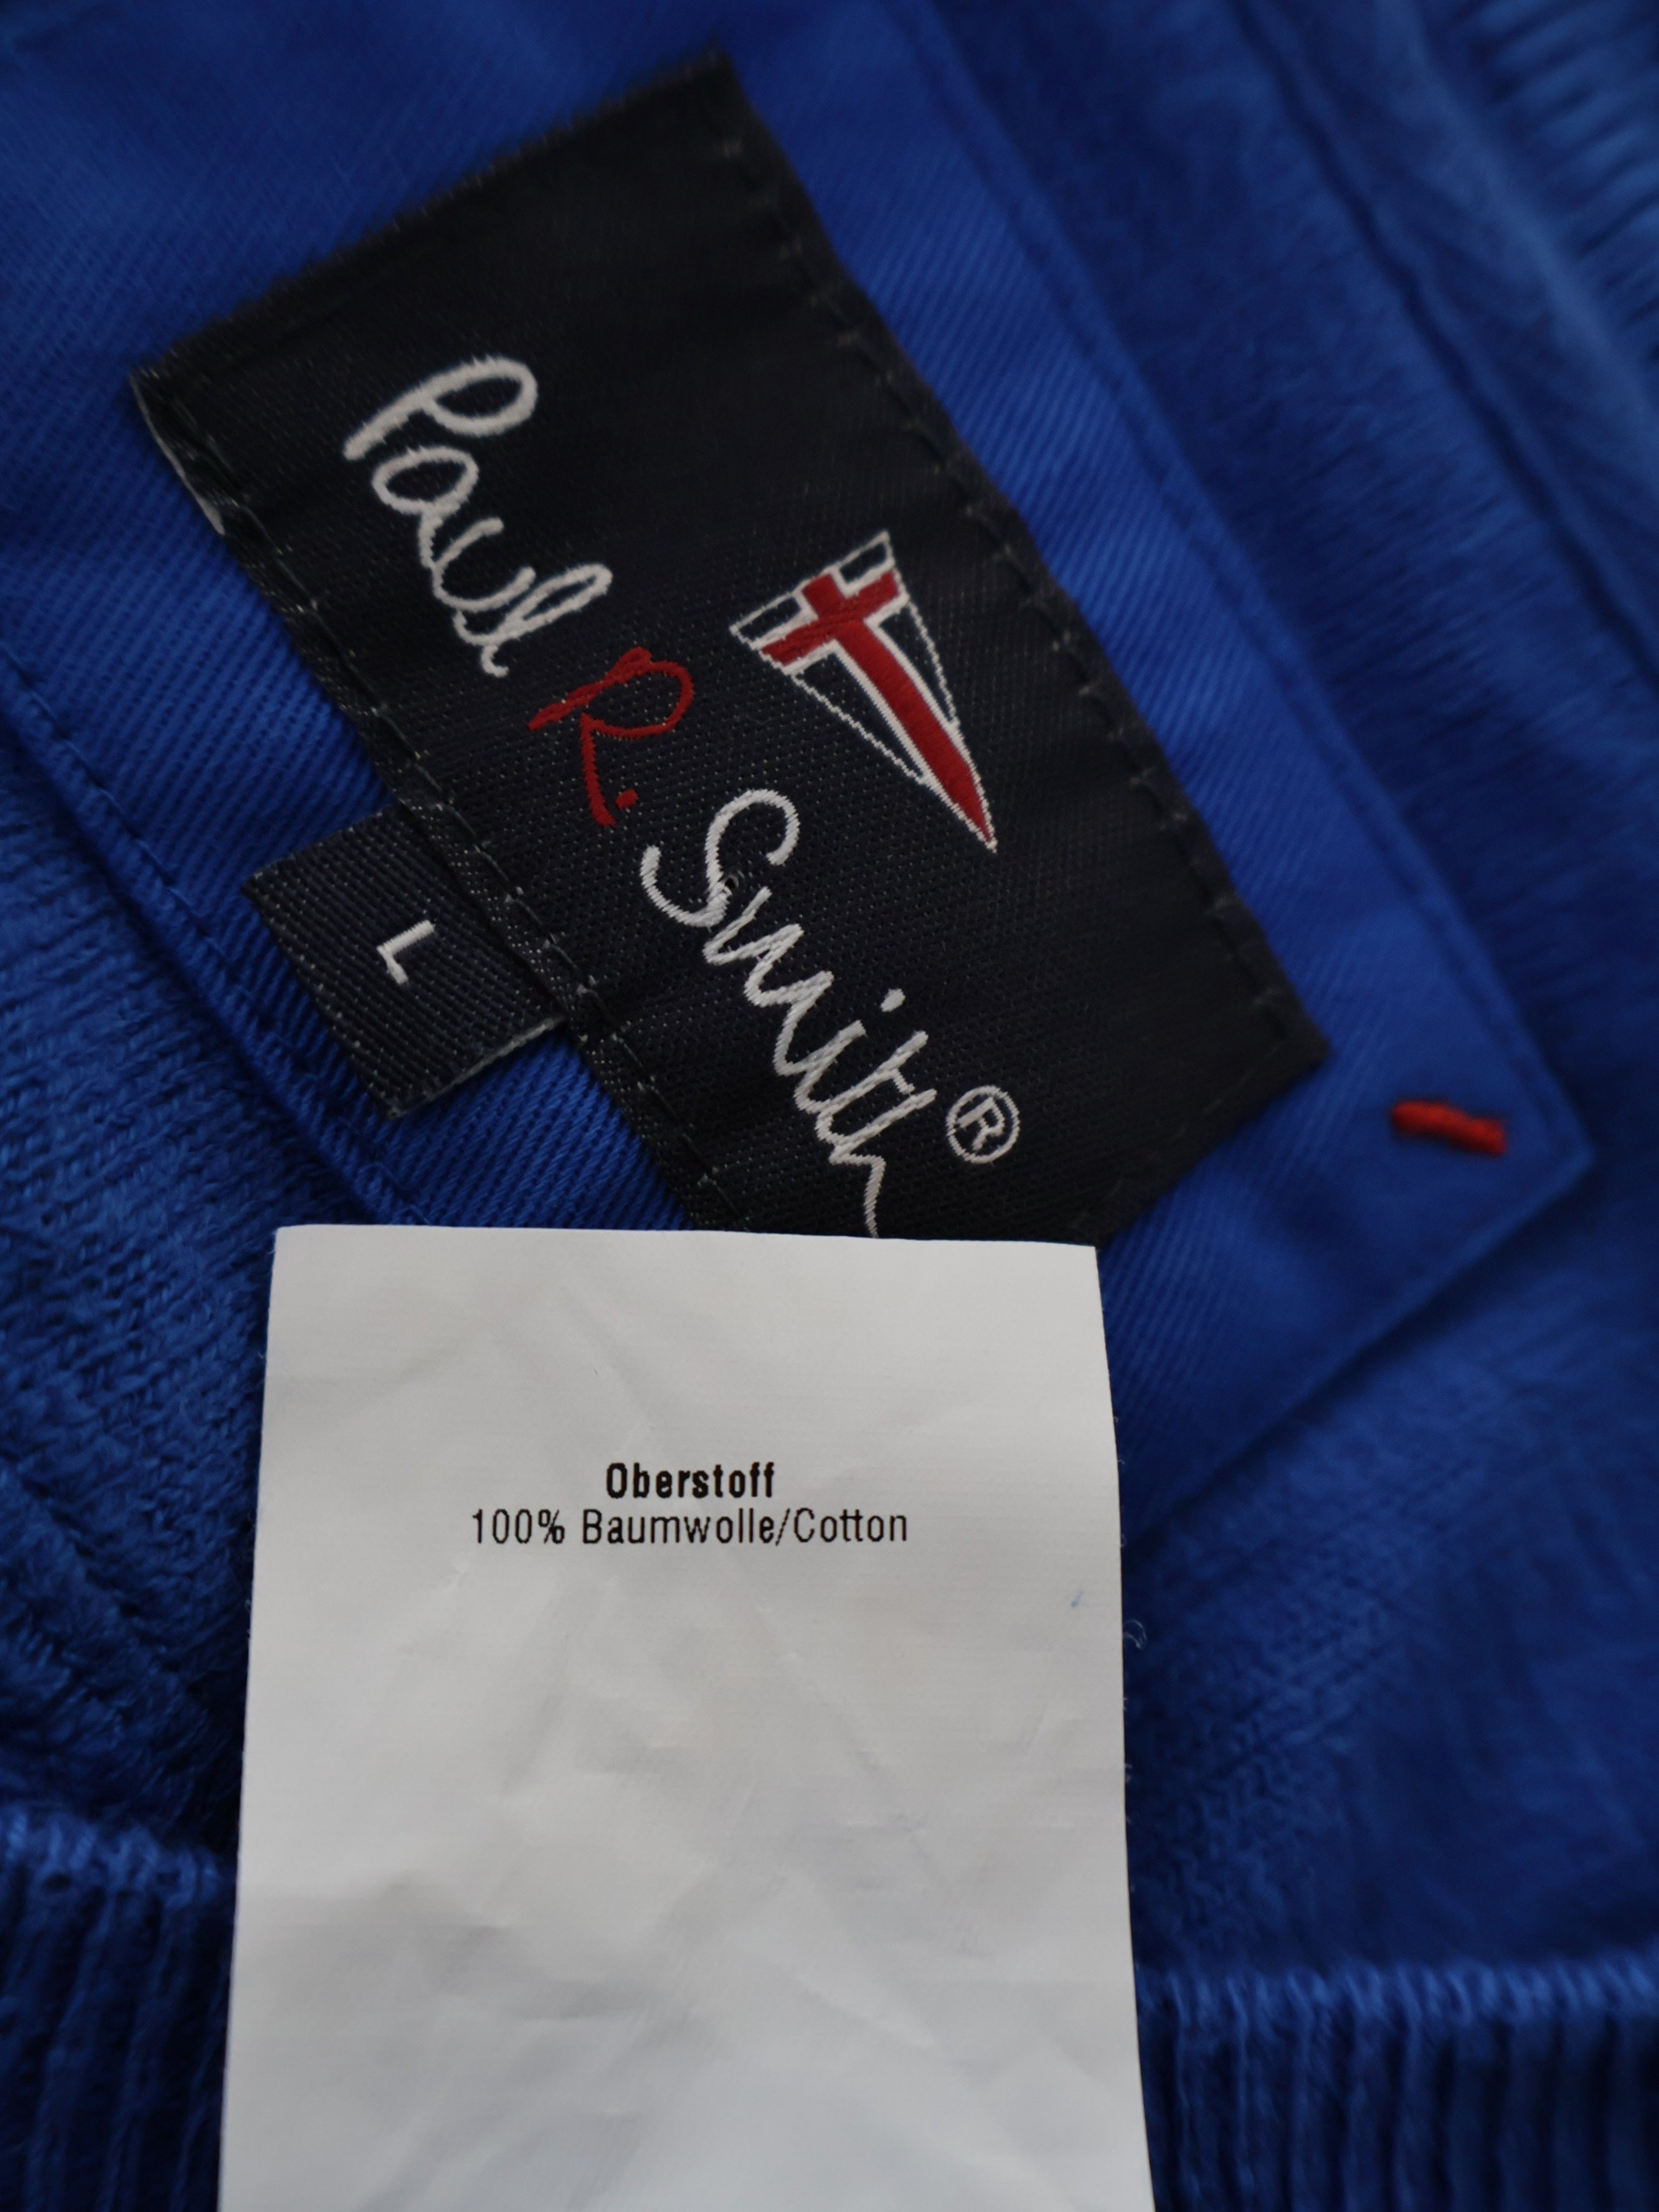 Paul R. Smith®
L
Oberstoff
100% Baumwolle/Cotton